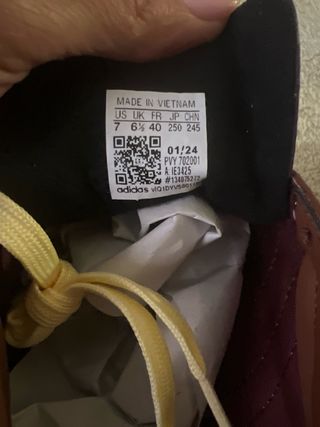 MADE IN VIETNAM
US UK FR JP CHN
7 6½ 40 250 245
01/24
PVY 702001
A: IE3425
adidas